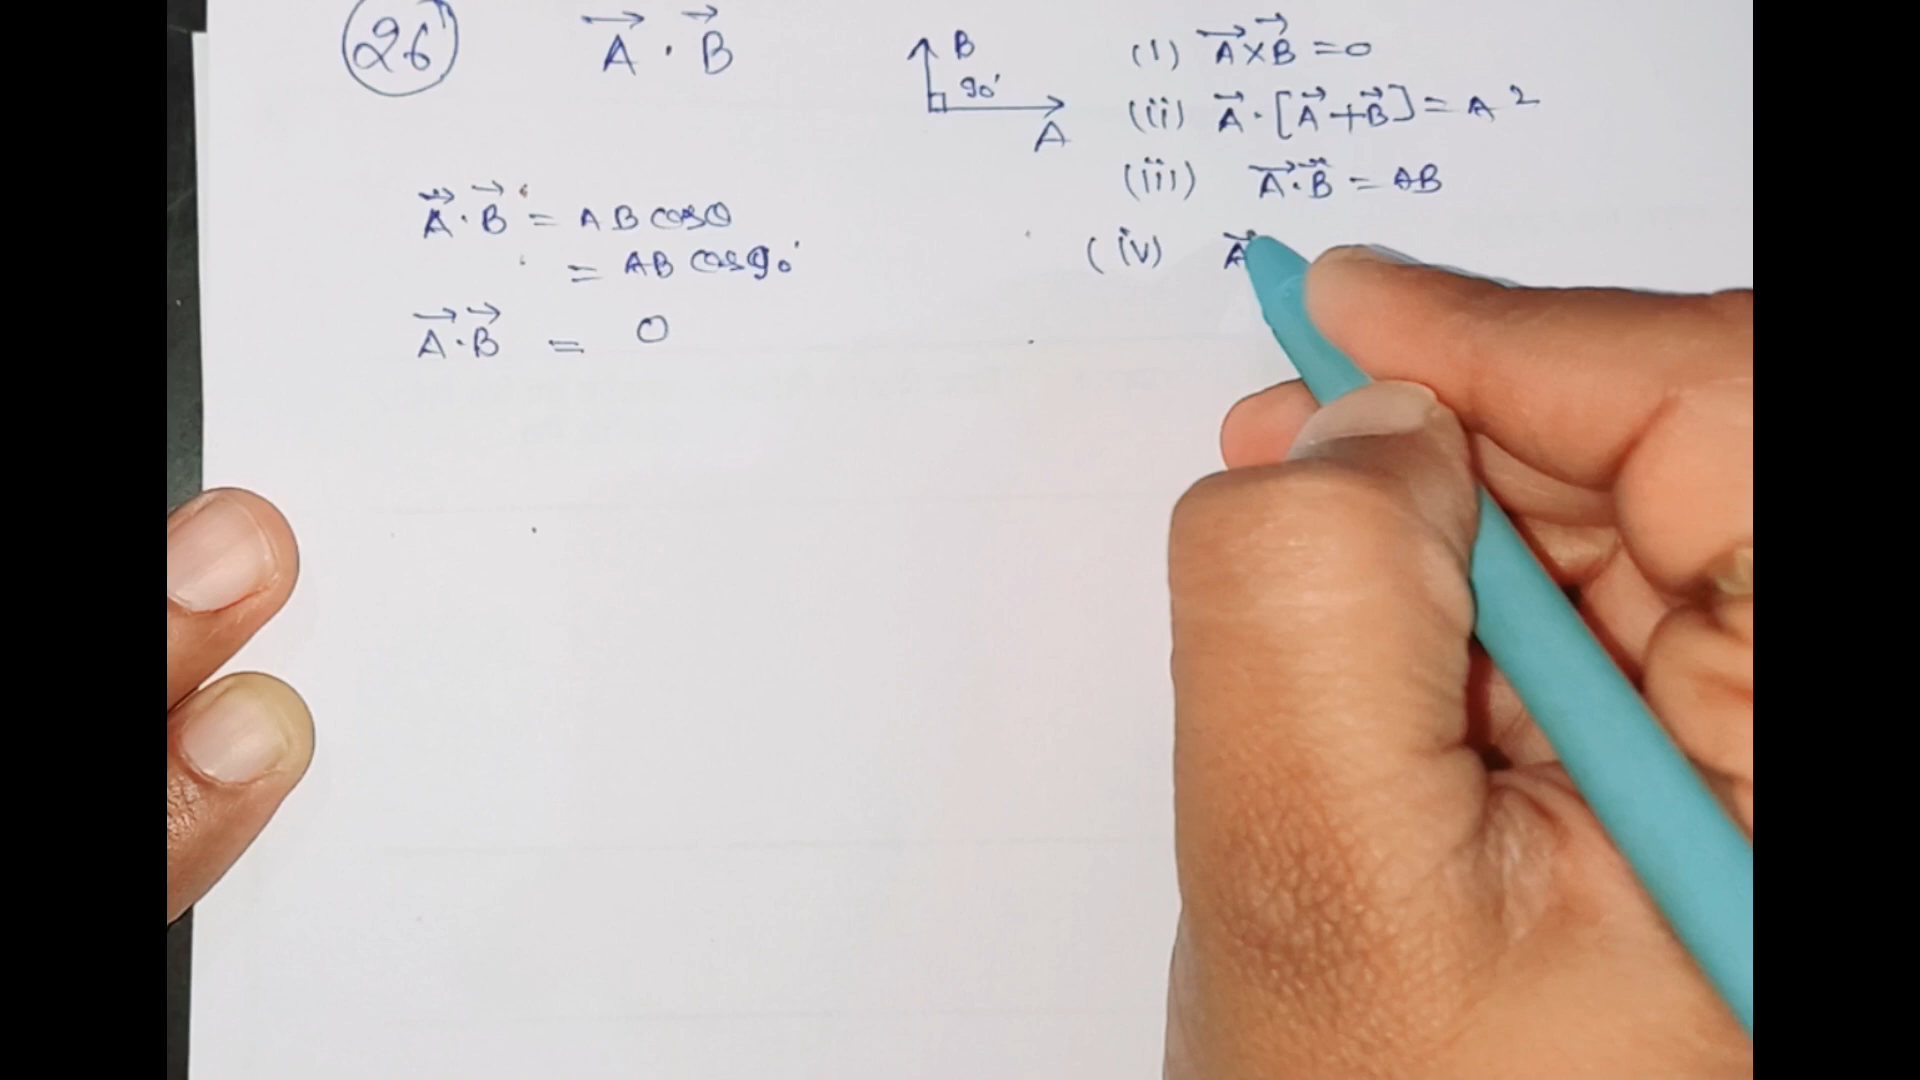 26
A⃗ · B⃗
B
90°
A
A⃗ · B⃗ = AB cosθ
= AB cos90°
A⃗ · B⃗ = 0
(i) A⃗ × B⃗ = 0
(ii) A⃗ · [A⃗ + B⃗] = A²
(iii) A⃗ · B⃗ = AB
(iv) A⃗